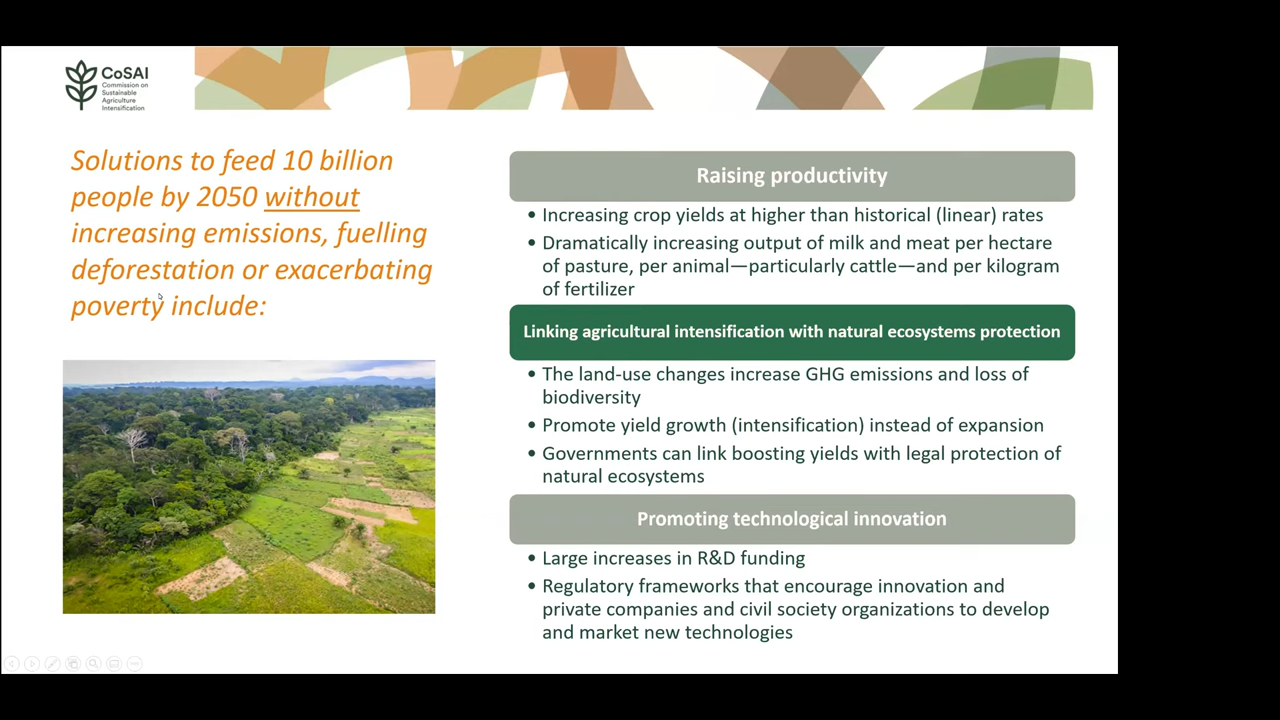 CoSAI
Commission on
Sustainable
Agriculture
Intensification
Solutions to feed 10 billion
people by 2050 without
increasing emissions, fuelling
deforestation or exacerbating
poverty include:
Raising productivity
• Increasing crop yields at higher than historical (linear) rates
• Dramatically increasing output of milk and meat per hectare
of pasture, per animal—particularly cattle—and per kilogram
of fertilizer
Linking agricultural intensification with natural ecosystems protection
• The land-use changes increase GHG emissions and loss of
biodiversity
• Promote yield growth (intensification) instead of expansion
• Governments can link boosting yields with legal protection of
natural ecosystems
Promoting technological innovation
• Large increases in R&D funding
• Regulatory frameworks that encourage innovation and
private companies and civil society organizations to develop
and market new technologies